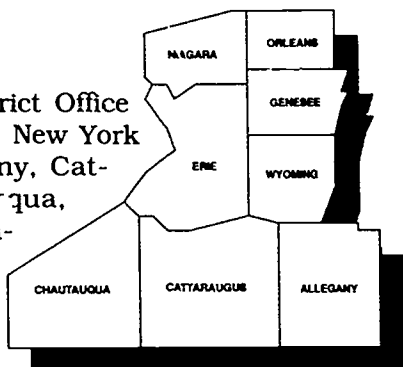 rict Office
New York
ny, Cat-
qua,
NIAGARA
ORLEANS
GENESEE
ERIE
WYOMING
CHAUTAUQUA
CATTARAUGUS
ALLEGANY